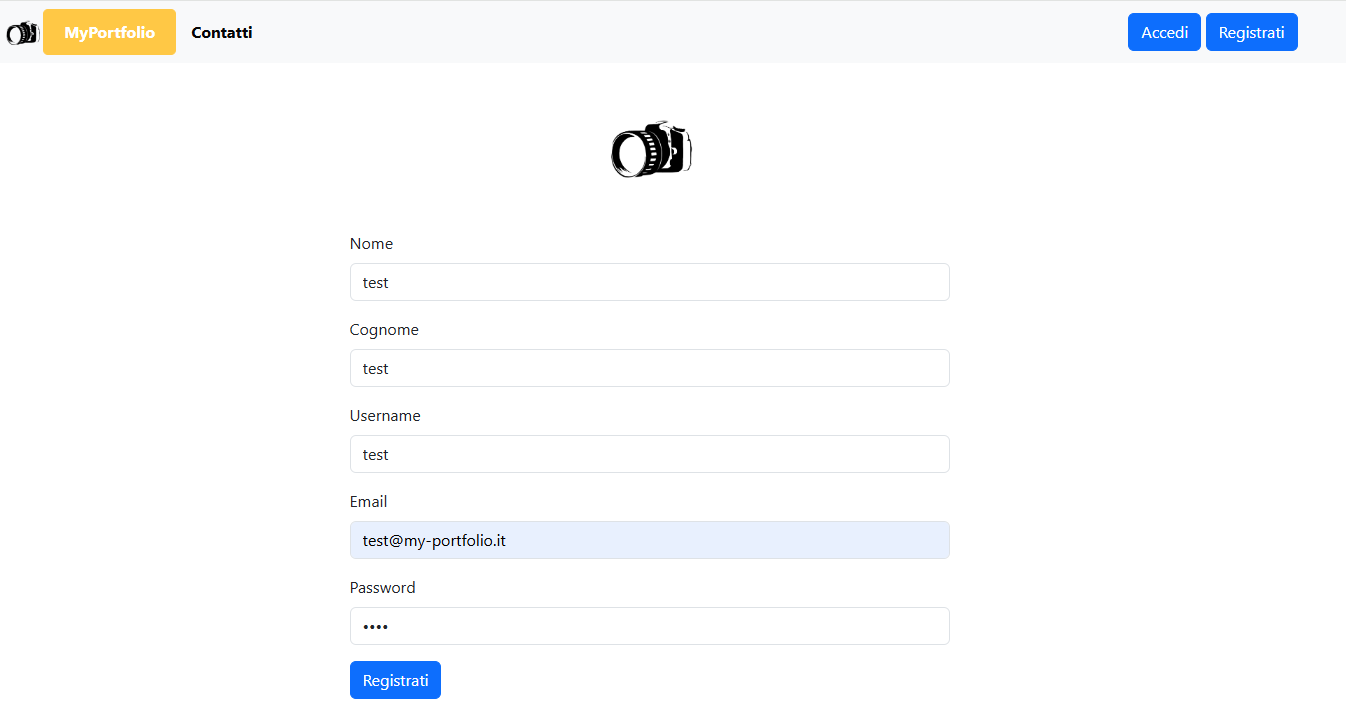 MyPortfolio Contatti Accedi Registrati
Nome
test
Cognome
test
Username
test
Email
test@my-portfolio.it
Password
••••
Registrati